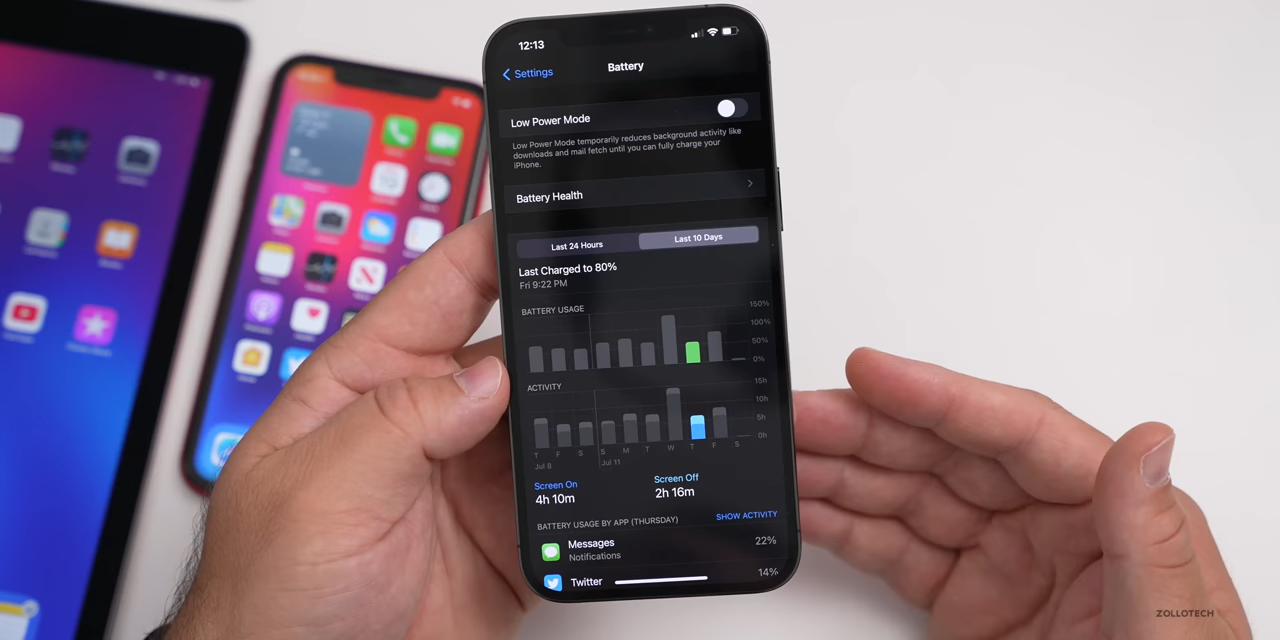 12:13
Settings
Battery
Low Power Mode
Low Power Mode temporarily reduces background activity like
downloads and mail fetch until you can fully charge your
iPhone.
Battery Health
Last 24 Hours
Last 10 Days
Last Charged to 80%
Fri 9:22 PM
BATTERY USAGE
150%
100%
50%
0%
ACTIVITY
15h
10h
5h
0h
T F S S M T W T F S
Jul 8
Jul 11
Screen On
4h 10m
Screen Off
2h 16m
BATTERY USAGE BY APP (THURSDAY)
SHOW ACTIVITY
Messages
22%
Notifications
Twitter
14%
ZOLLOTECH